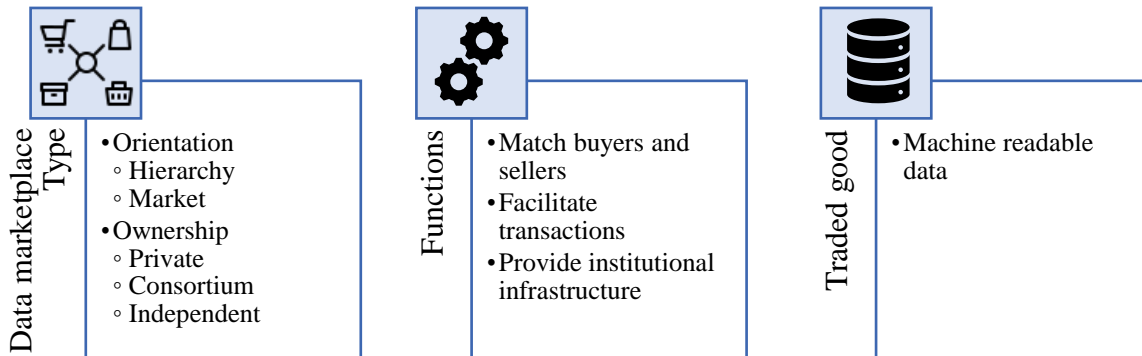 Data marketplace
Type
•Orientation
◦ Hierarchy
◦ Market
•Ownership
◦ Private
◦ Consortium
◦ Independent
Functions
•Match buyers and
sellers
•Facilitate
transactions
•Provide institutional
infrastructure
Traded good
•Machine readable
data